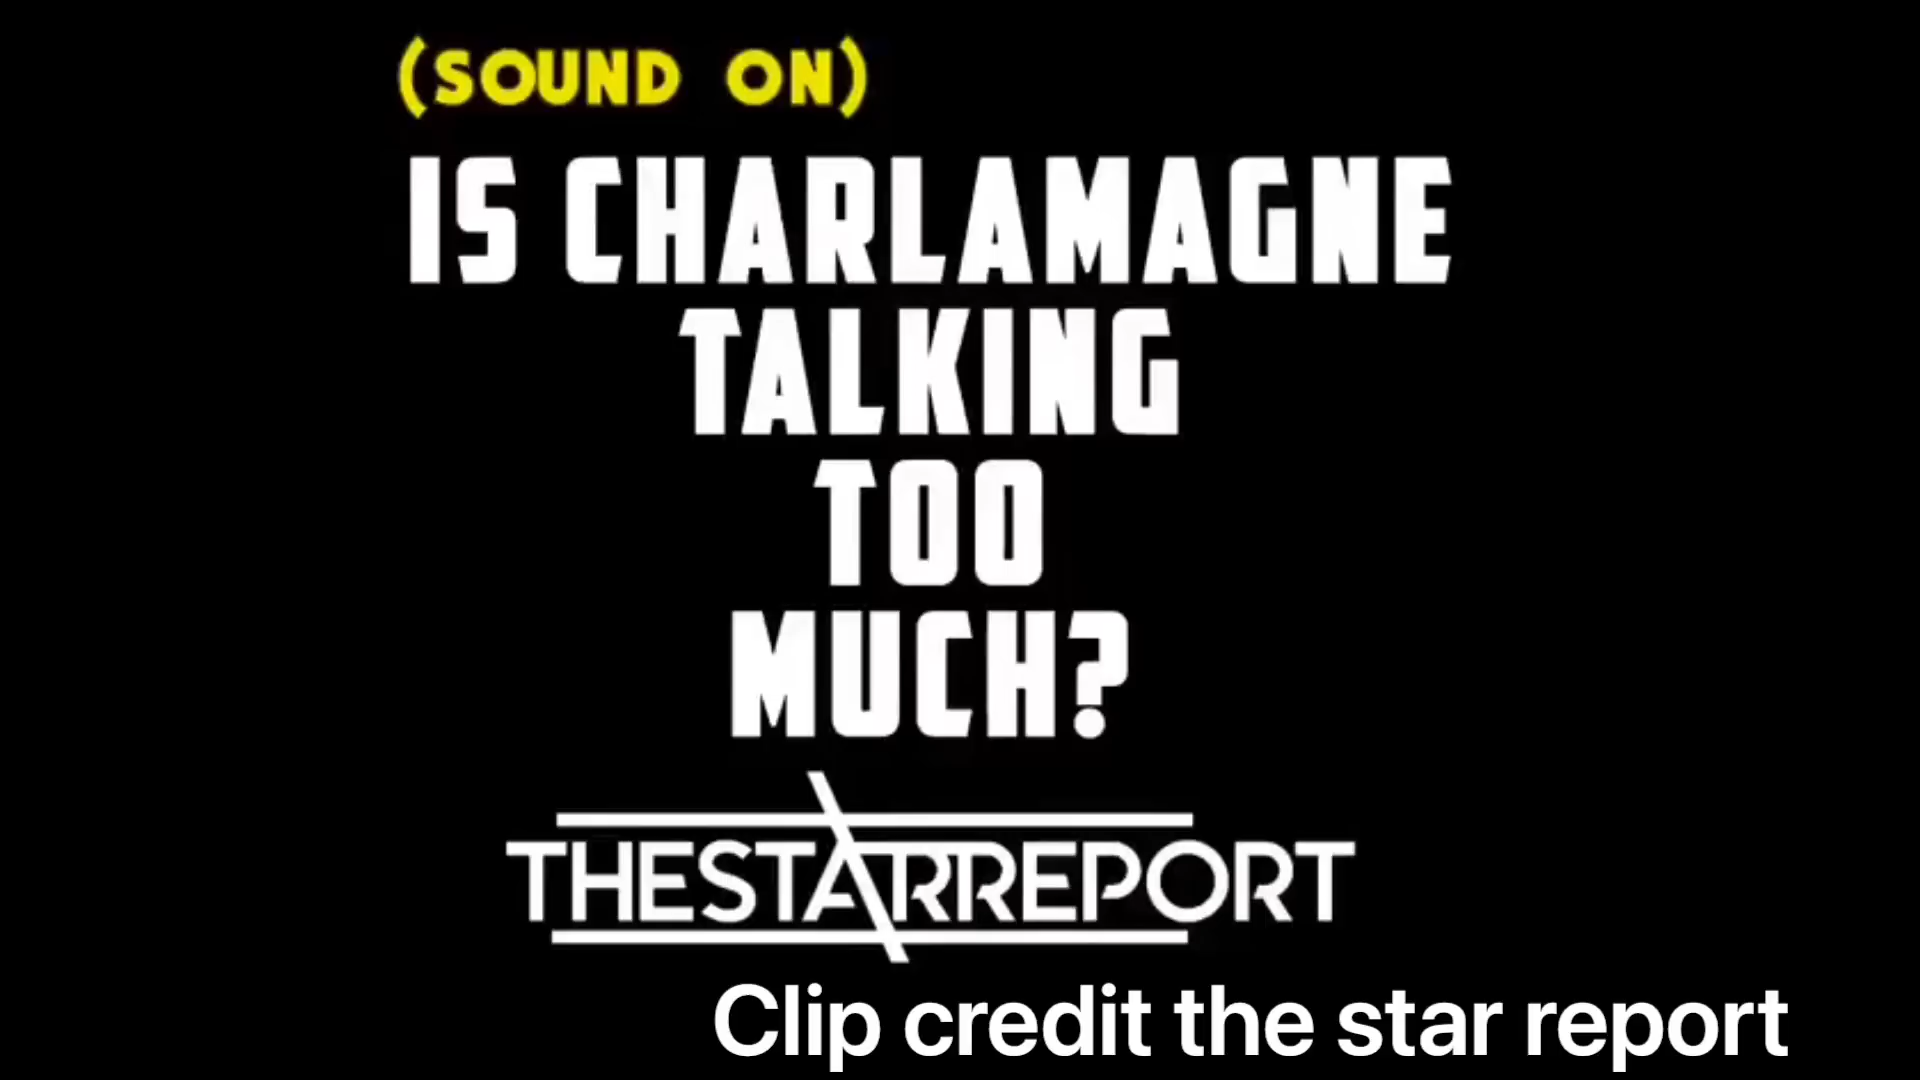 (SOUND ON)
IS CHARLAMAGNE
TALKING
TOO
MUCH?
THESTARREPORT
Clip credit the star report